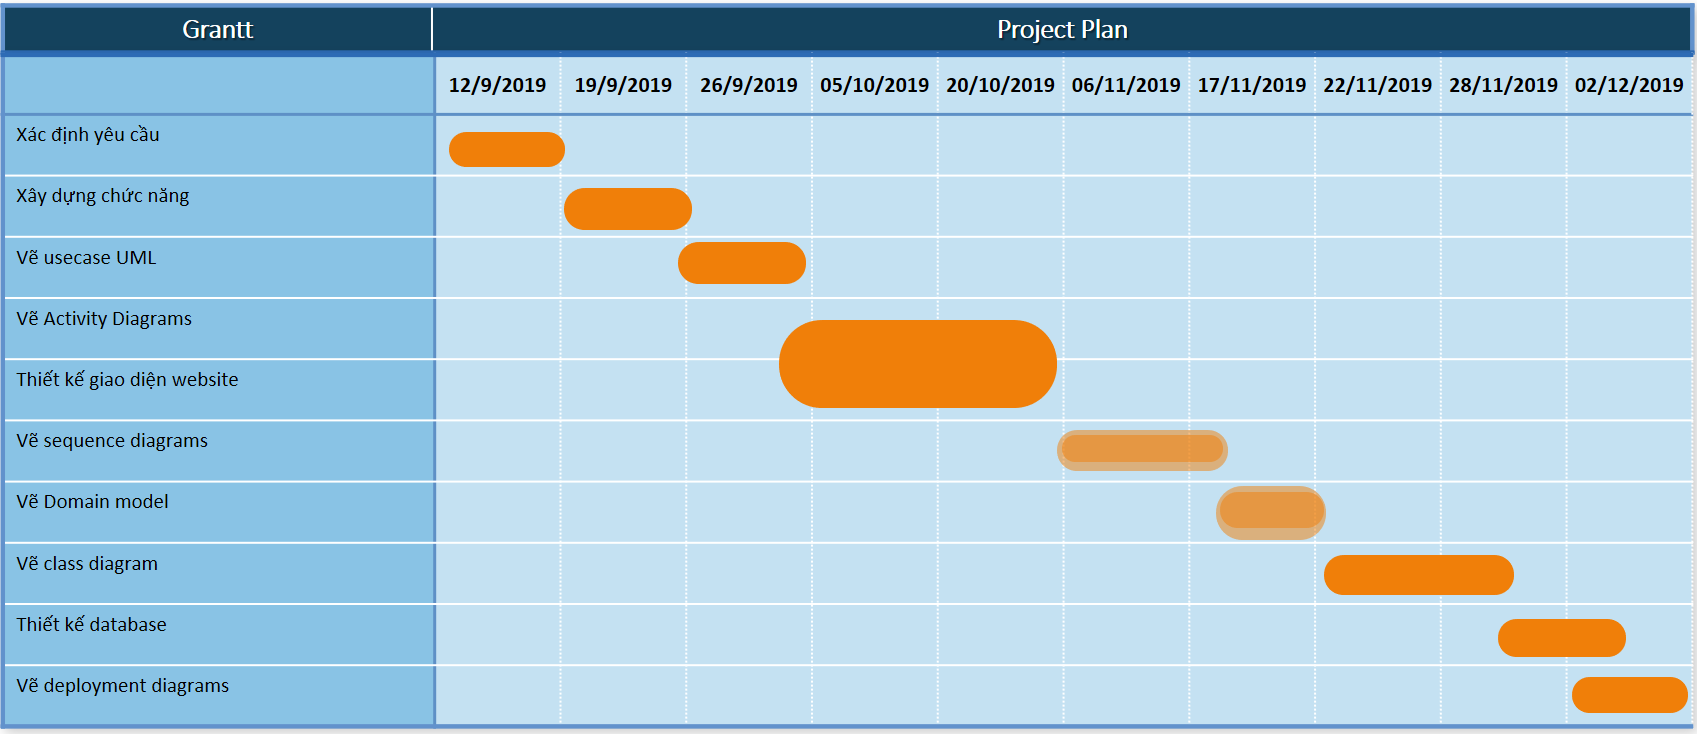 Grantt
Project Plan
12/9/2019 19/9/2019 26/9/2019 05/10/2019 20/10/2019 06/11/2019 17/11/2019 22/11/2019 28/11/2019 02/12/2019
Xác định yêu cầu
Xây dựng chức năng
Vẽ usecase UML
Vẽ Activity Diagrams
Thiết kế giao diện website
Vẽ sequence diagrams
Vẽ Domain model
Vẽ class diagram
Thiết kế database
Vẽ deployment diagrams